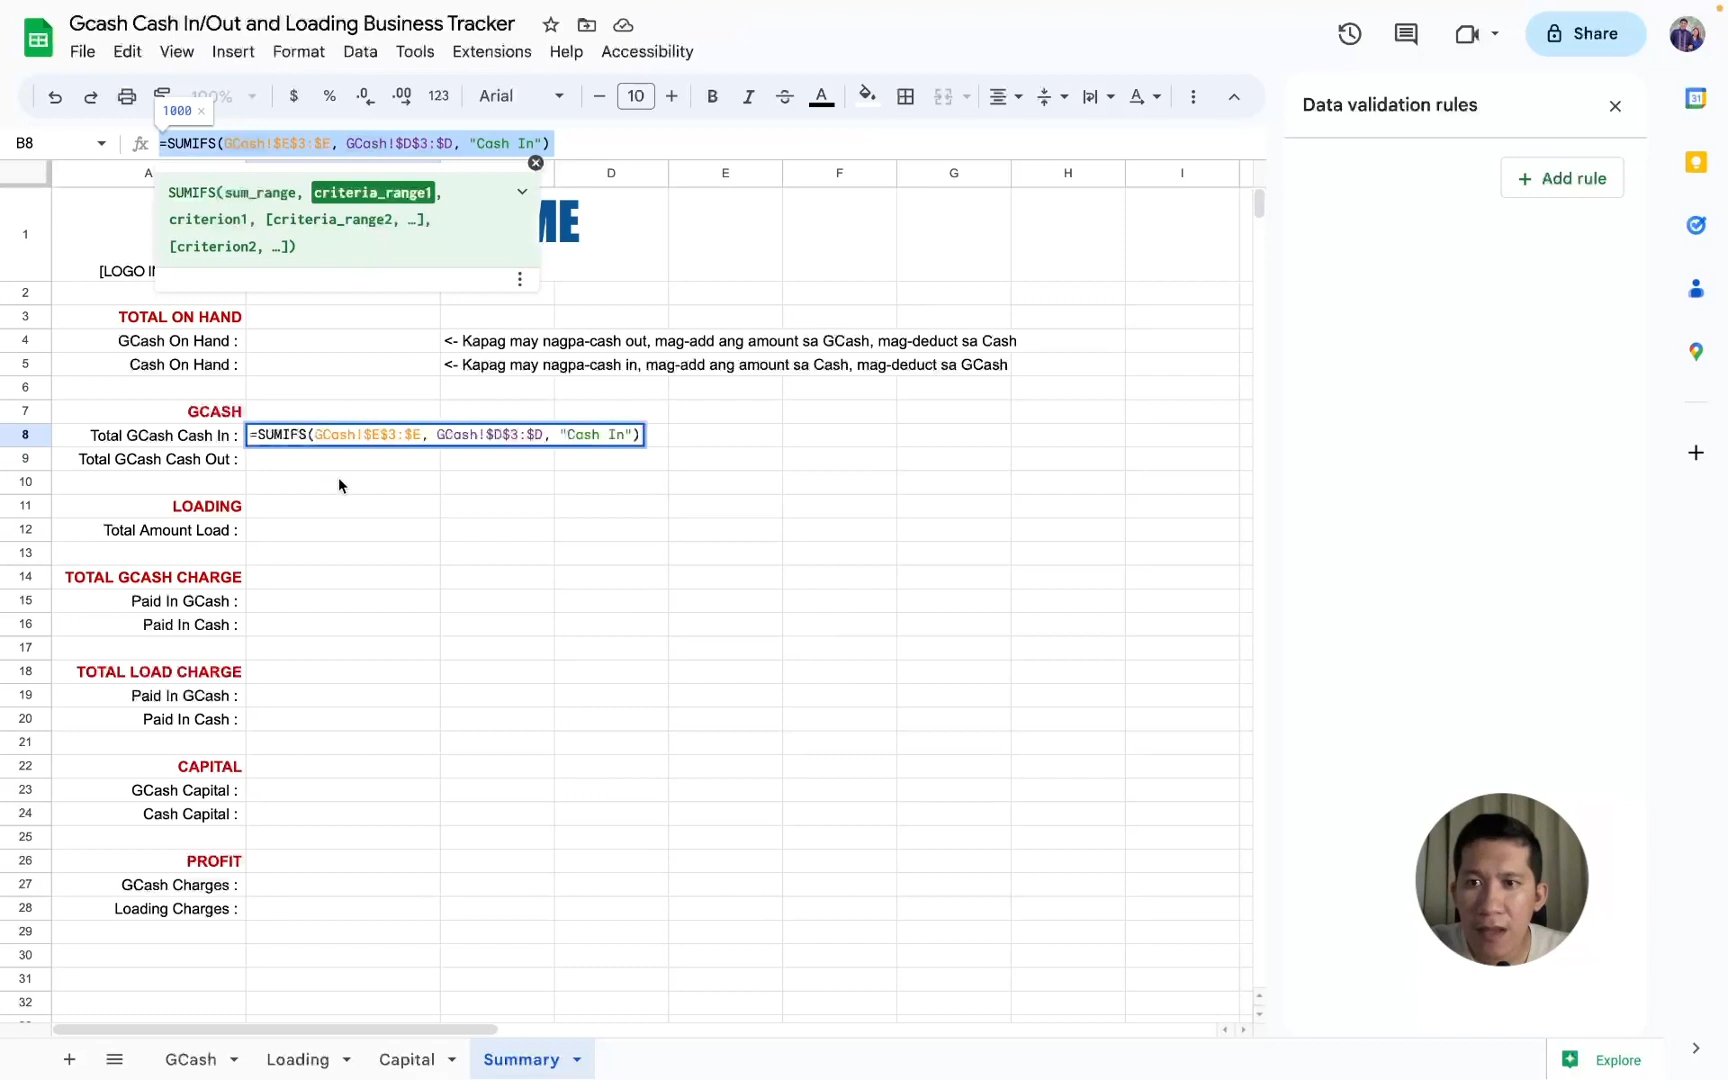 Gcash Cash In/Out and Loading Business Tracker
File Edit View Insert Format Data Tools Extensions Help Accessibility
Share
100% $ % .0 .00 123 Arial 10 B I A
1000 ×
B8 fx =SUMIFS(GCash!$E$3:$E, GCash!$D$3:$D, "Cash In")
SUMIFS(sum_range, criteria_range1,
criterion1, [criteria_range2, …],
[criterion2, …])
Data validation rules
Add rule
A D E F G H I
1 ME
[LOGO
2
3 TOTAL ON HAND
4 GCash On Hand : <- Kapag may nagpa-cash out, mag-add ang amount sa GCash, mag-deduct sa Cash
5 Cash On Hand : <- Kapag may nagpa-cash in, mag-add ang amount sa Cash, mag-deduct sa GCash
6
7 GCASH
8 Total GCash Cash In : =SUMIFS(GCash!$E$3:$E, GCash!$D$3:$D, "Cash In")
9 Total GCash Cash Out :
10
11 LOADING
12 Total Amount Load :
13
14 TOTAL GCASH CHARGE
15 Paid In GCash :
16 Paid In Cash :
17
18 TOTAL LOAD CHARGE
19 Paid In GCash :
20 Paid In Cash :
21
22 CAPITAL
23 GCash Capital :
24 Cash Capital :
25
26 PROFIT
27 GCash Charges :
28 Loading Charges :
29
30
31
32
GCash Loading Capital Summary
Explore